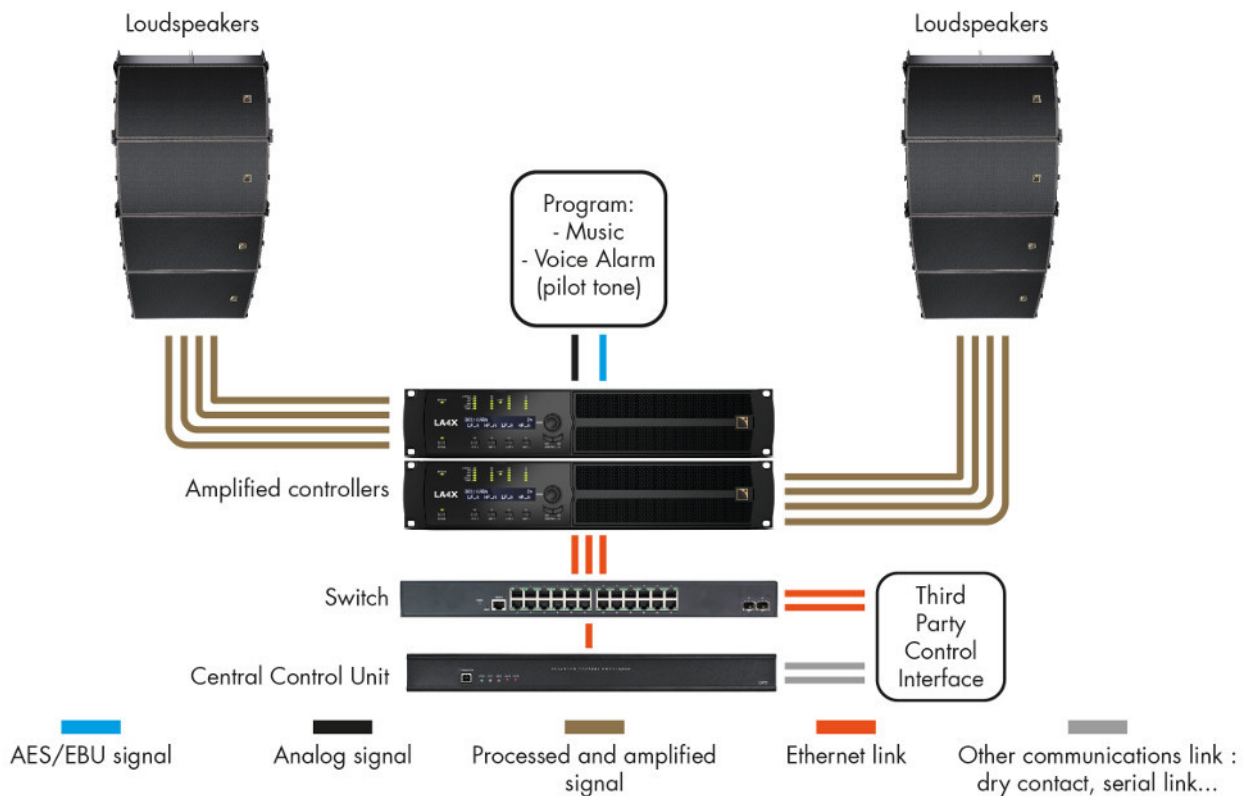 Loudspeakers
Loudspeakers
Program:
- Music
- Voice Alarm
(pilot tone)
LA4X
Amplified controllers
LA4X
Switch
Third
Party
Control
Interface
Central Control Unit
AES/EBU signal
Analog signal
Processed and amplified
signal
Ethernet link
Other communications link :
dry contact, serial link...